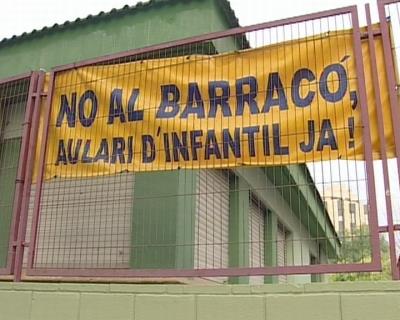 NO AL BARRACÓ,
AULARI D'INFANTIL JA!